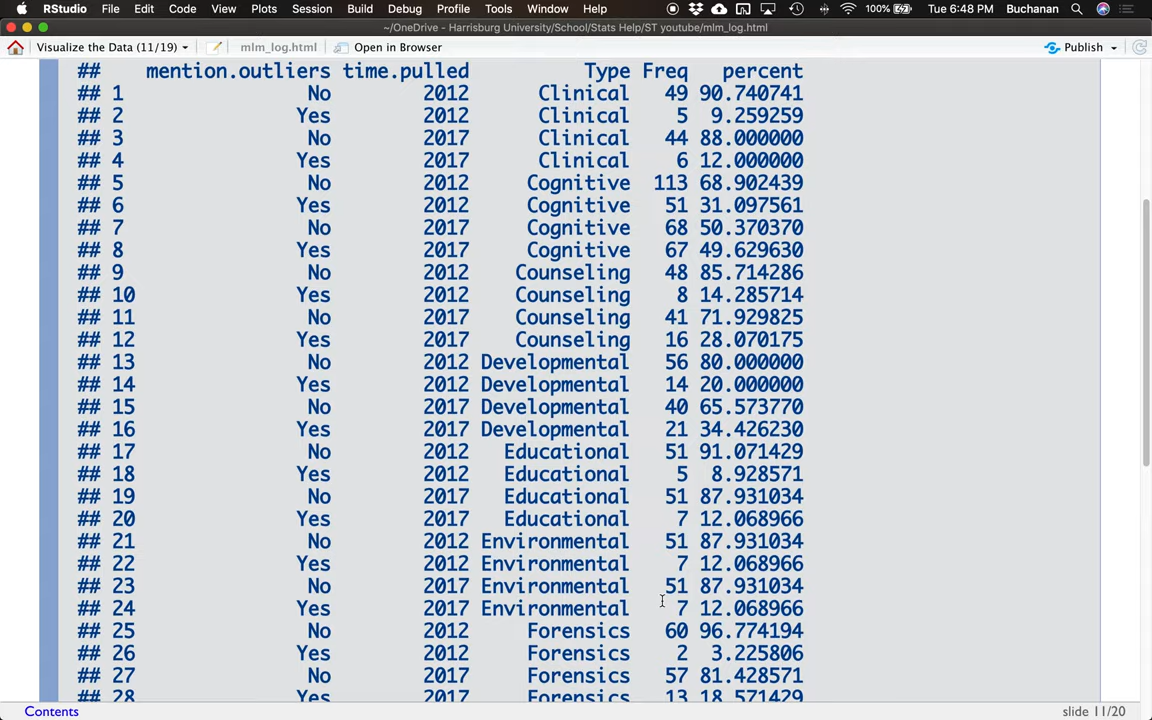 RStudio File Edit Code View Plots Session Build Debug Profile Tools Window Help 100% Tue 6:48 PM Buchanan
~/OneDrive - Harrisburg University/School/Stats Help/ST youtube/mlm_log.html
Visualize the Data (11/19) mlm_log.html Open in Browser Publish
## mention.outliers time.pulled Type Freq percent
## 1 No 2012 Clinical 49 90.740741
## 2 Yes 2012 Clinical 5 9.259259
## 3 No 2017 Clinical 44 88.000000
## 4 Yes 2017 Clinical 6 12.000000
## 5 No 2012 Cognitive 113 68.902439
## 6 Yes 2012 Cognitive 51 31.097561
## 7 No 2017 Cognitive 68 50.370370
## 8 Yes 2017 Cognitive 67 49.629630
## 9 No 2012 Counseling 48 85.714286
## 10 Yes 2012 Counseling 8 14.285714
## 11 No 2017 Counseling 41 71.929825
## 12 Yes 2017 Counseling 16 28.070175
## 13 No 2012 Developmental 56 80.000000
## 14 Yes 2012 Developmental 14 20.000000
## 15 No 2017 Developmental 40 65.573770
## 16 Yes 2017 Developmental 21 34.426230
## 17 No 2012 Educational 51 91.071429
## 18 Yes 2012 Educational 5 8.928571
## 19 No 2017 Educational 51 87.931034
## 20 Yes 2017 Educational 7 12.068966
## 21 No 2012 Environmental 51 87.931034
## 22 Yes 2012 Environmental 7 12.068966
## 23 No 2017 Environmental 51 87.931034
## 24 Yes 2017 Environmental 7 12.068966
## 25 No 2012 Forensics 60 96.774194
## 26 Yes 2012 Forensics 2 3.225806
## 27 No 2017 Forensics 57 81.428571
## 28 Yes 2017 Forensics 13 18.571429
Contents slide 11/20